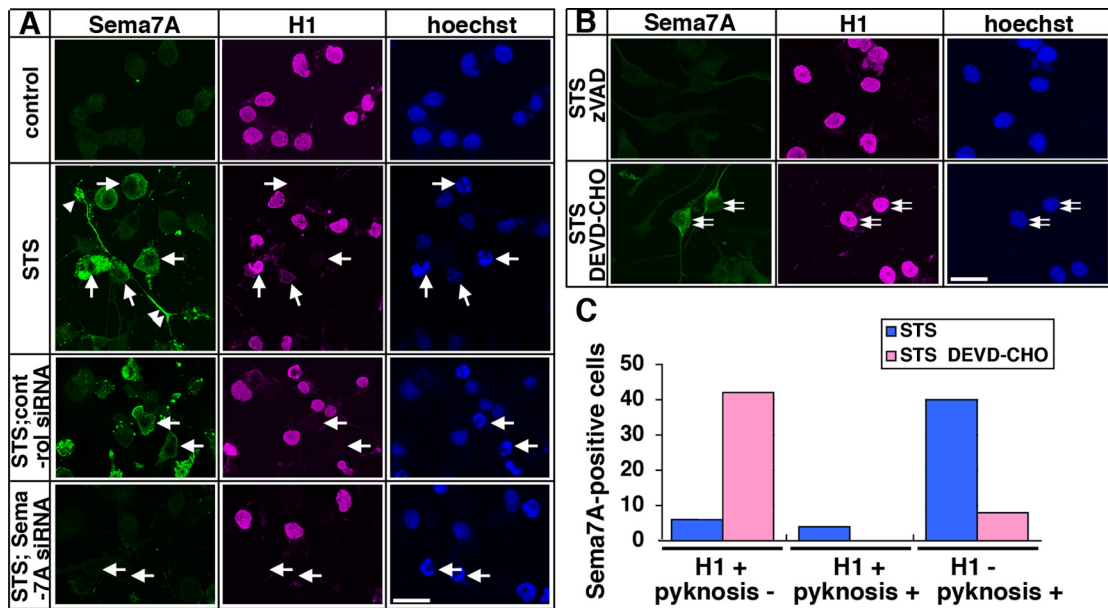 A
Sema7A H1 hoechst
control
STS
STS;cont
-rol siRNA
STS; Sema
-7A siRNA
B
Sema7A H1 hoechst
STS
zVAD
STS
DEVD-CHO
C
STS
STS DEVD-CHO
Sema7A-positive cells
50
40
30
20
10
0
H1 +
pyknosis -
H1 +
pyknosis +
H1 -
pyknosis +